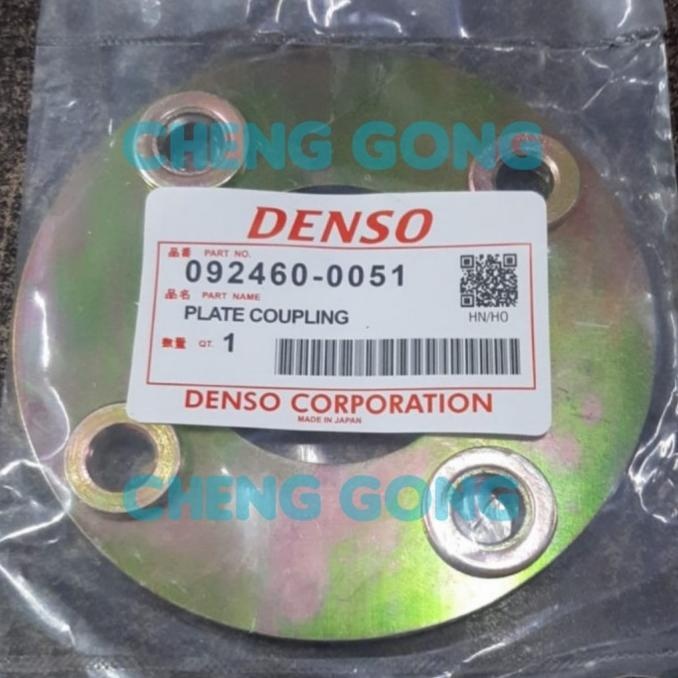 CHENG GONG
DENSO
品番 PART NO.
092460-0051
品名 PART NAME
PLATE COUPLING
HN/HO
数量 QT. 1
DENSO CORPORATION
MADE IN JAPAN
CHENG GONG